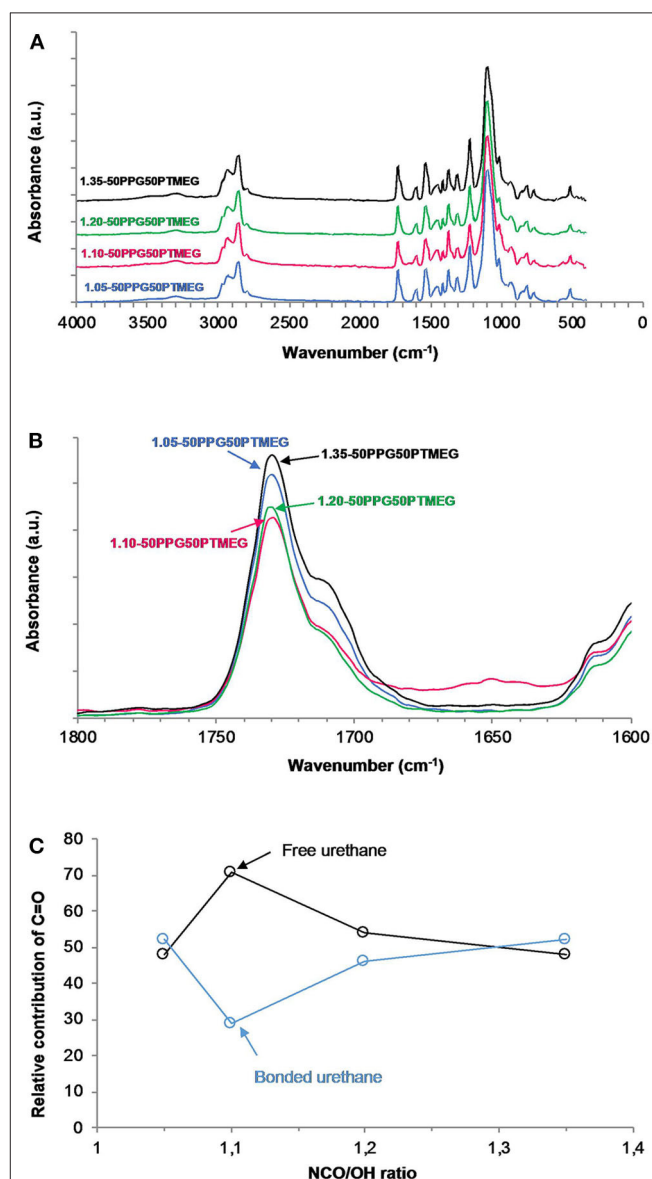 A
Absorbance (a.u.)
1.35-50PPG50PTMEG
1.20-50PPG50PTMEG
1.10-50PPG50PTMEG
1.05-50PPG50PTMEG
4000 3500 3000 2500 2000 1500 1000 500 0
Wavenumber (cm⁻¹)
B
Absorbance (a.u.)
1.05-50PPG50PTMEG
1.35-50PPG50PTMEG
1.20-50PPG50PTMEG
1.10-50PPG50PTMEG
1800 1750 1700 1650 1600
Wavenumber (cm⁻¹)
C
Relative contribution of C=O
80
70
60
50
40
30
20
10
0
Free urethane
Bonded urethane
1 1,1 1,2 1,3 1,4
NCO/OH ratio